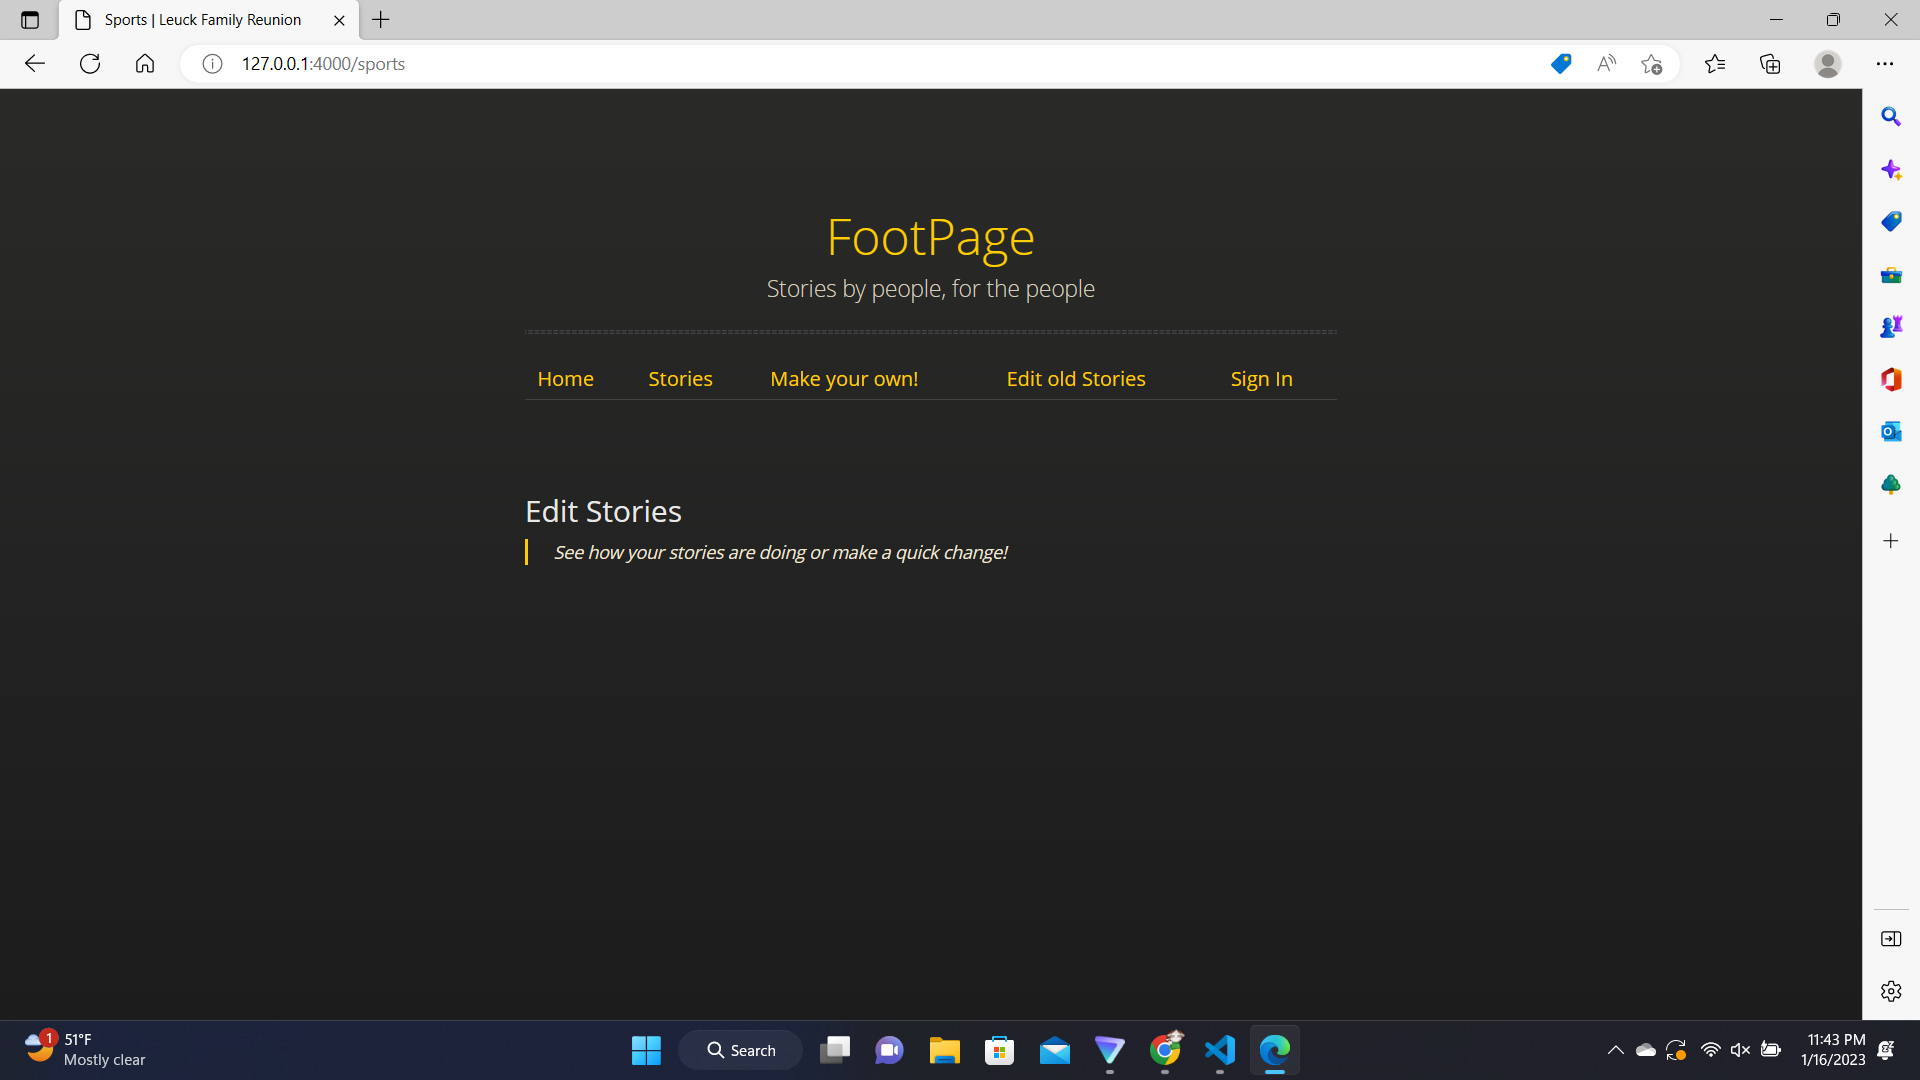 Sports | Leuck Family Reunion
127.0.0.1:4000/sports
FootPage
Stories by people, for the people
Home Stories Make your own! Edit old Stories Sign In
Edit Stories
See how your stories are doing or make a quick change!
1
51°F
Mostly clear
Search
11:43 PM
1/16/2023